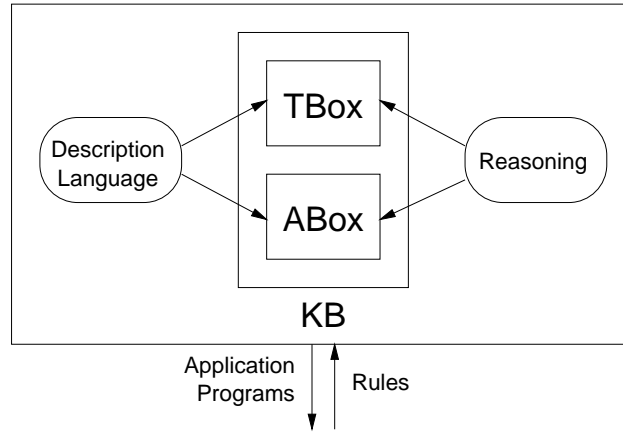 TBox
Description
Language
Reasoning
ABox
KB
Application
Programs
Rules